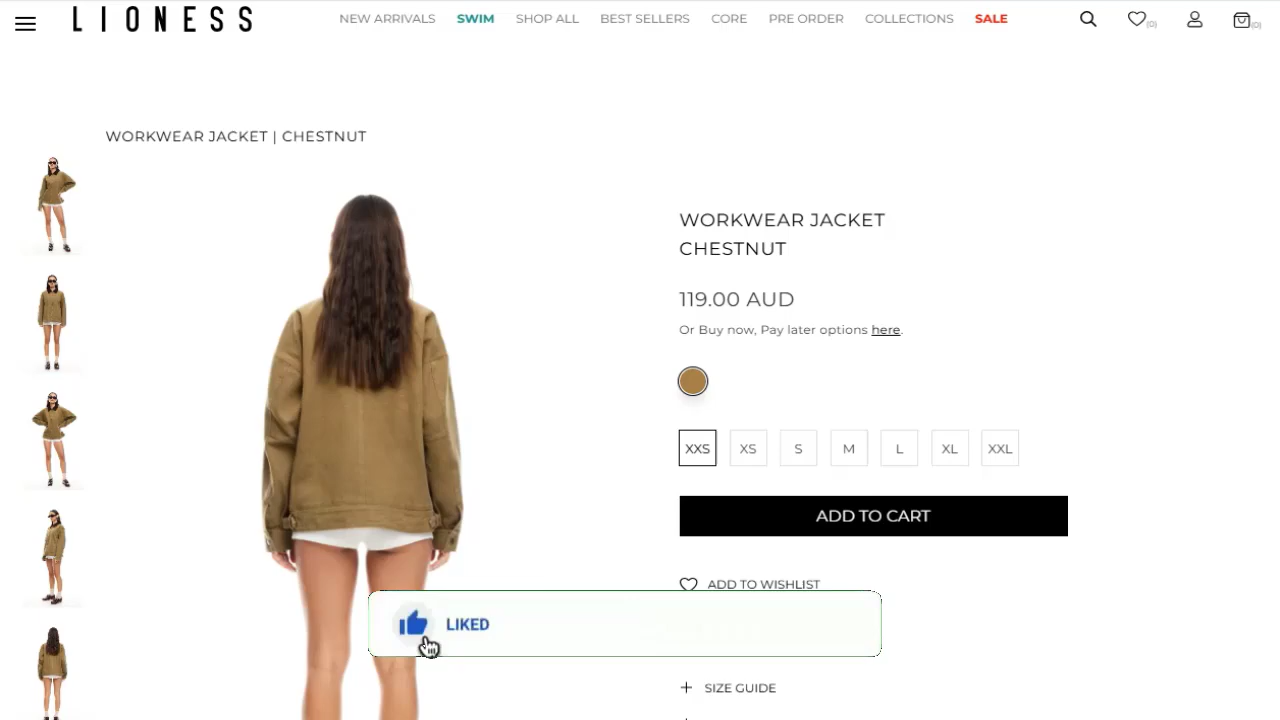 LIONESS
NEW ARRIVALS SWIM SHOP ALL BEST SELLERS CORE PRE ORDER COLLECTIONS SALE
(0) (0)
WORKWEAR JACKET | CHESTNUT
WORKWEAR JACKET
CHESTNUT
119.00 AUD
Or Buy now, Pay later options here.
XXS XS S M L XL XXL
ADD TO CART
ADD TO WISHLIST
LIKED
+ SIZE GUIDE